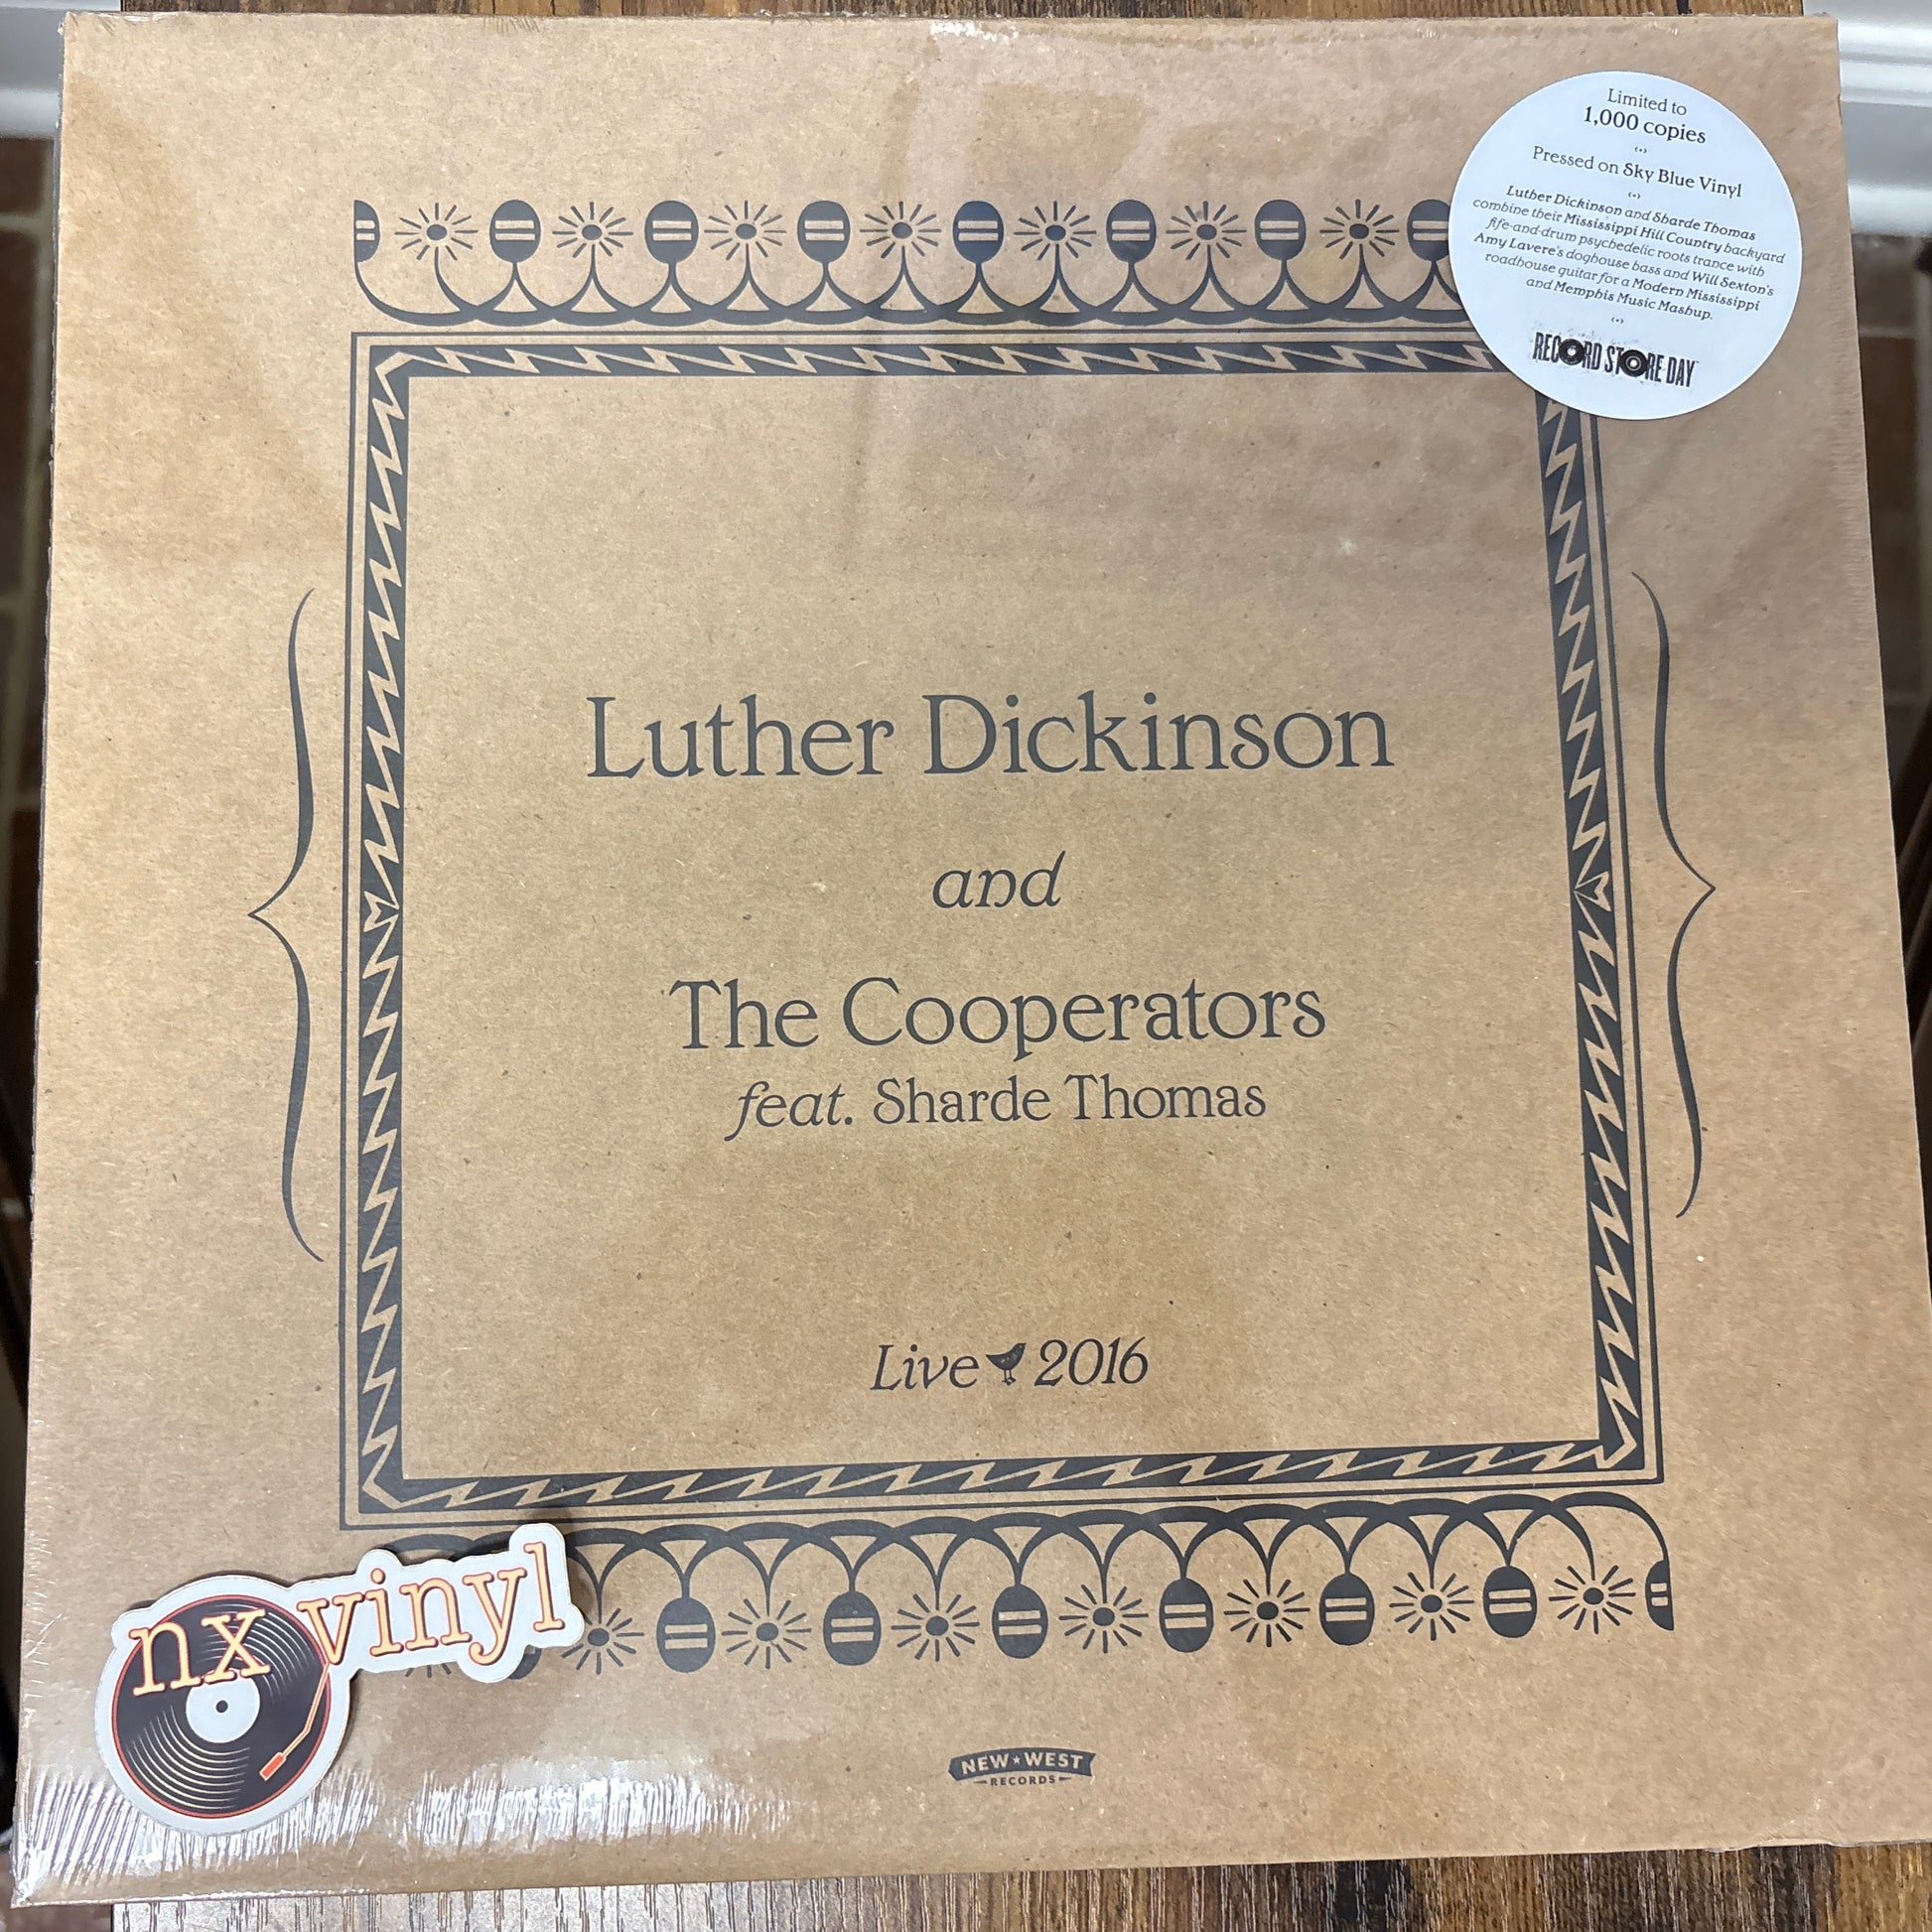 Limited to
1,000 copies
Pressed on Sky Blue Vinyl
Luther Dickinson and Sharde Thomas
combine their Mississippi Hill Country backyard
fife-and-drum psychedelic roots trance with
Amy Lavere's doghouse bass and Will Sexton's
roadhouse guitar for a Modern Mississippi
and Memphis Music Mashup.
RECORD STORE DAY
Luther Dickinson
and
The Cooperators
feat. Sharde Thomas
Live 2016
nx vinyl
NEW★WEST
RECORDS